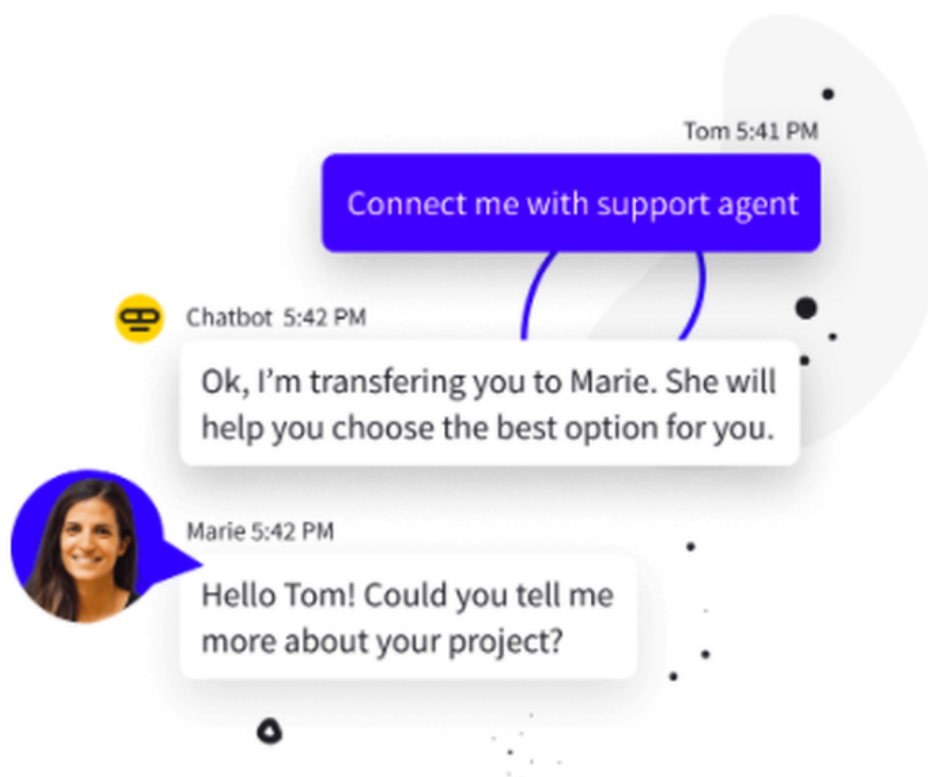 Tom 5:41 PM
Connect me with support agent
Chatbot 5:42 PM
Ok, I'm transfering you to Marie. She will
help you choose the best option for you.
Marie 5:42 PM
Hello Tom! Could you tell me
more about your project?